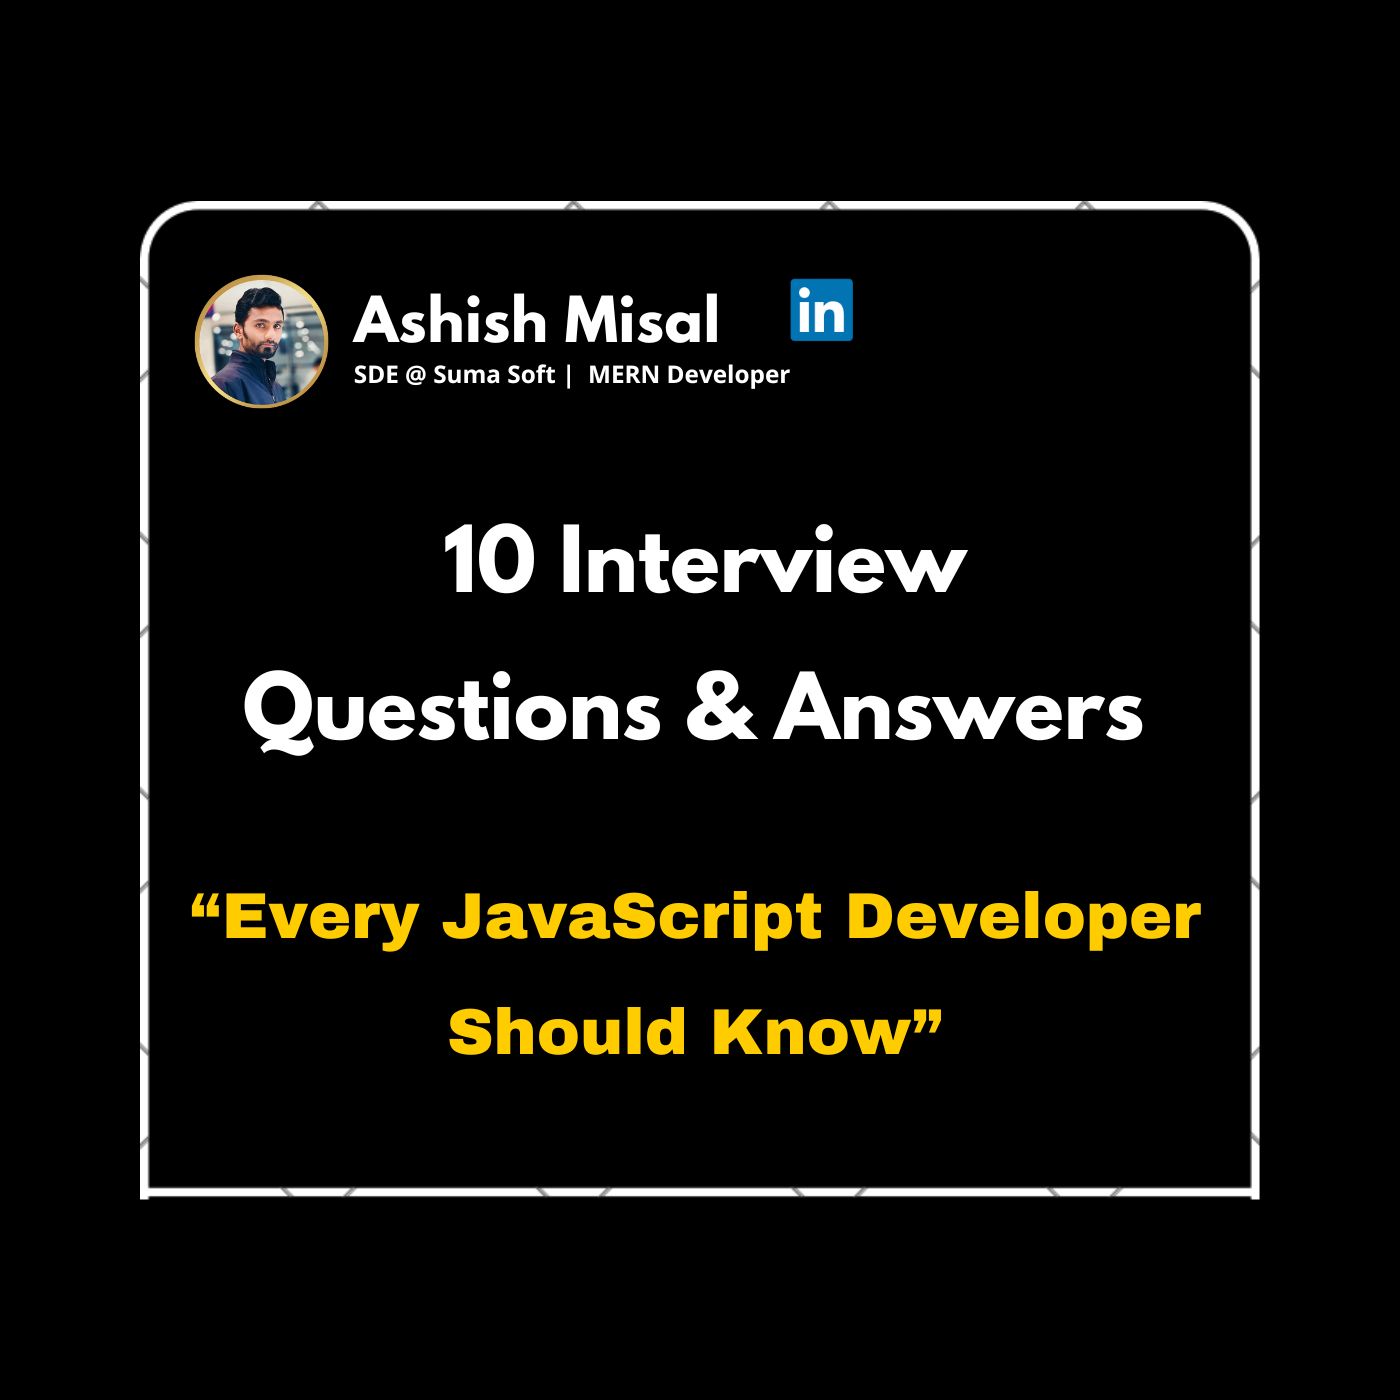 Ashish Misal
in
SDE @ Suma Soft | MERN Developer
10 Interview
Questions & Answers
“Every JavaScript Developer
Should Know”